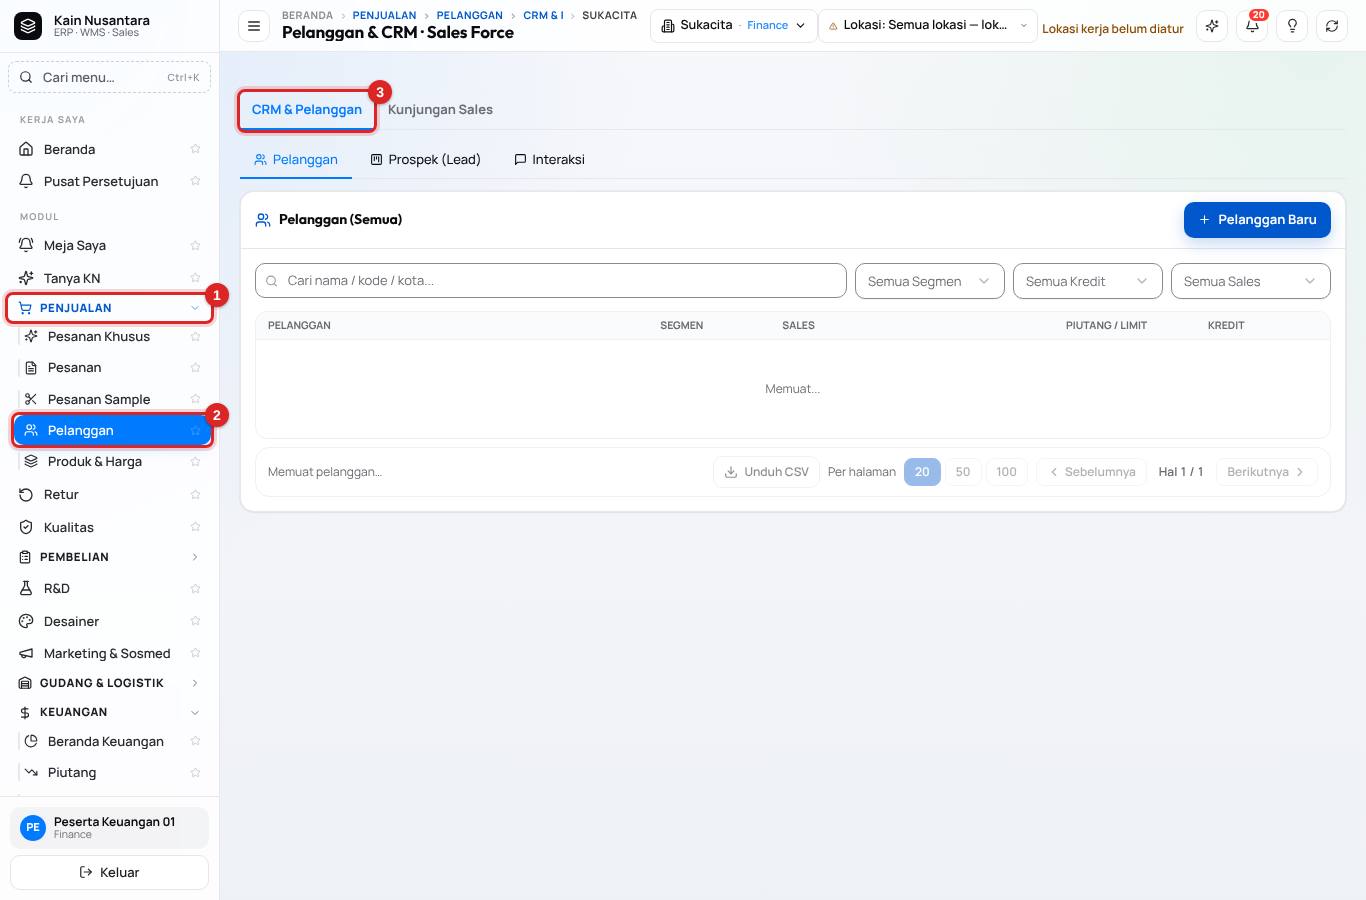 Kain Nusantara
ERP · WMS · Sales
Cari menu... Ctrl+K
KERJA SAYA
Beranda
Pusat Persetujuan
MODUL
Meja Saya
Tanya KN
1
PENJUALAN
Pesanan Khusus
Pesanan
Pesanan Sample
2
Pelanggan
Produk & Harga
Retur
Kualitas
PEMBELIAN
R&D
Desainer
Marketing & Sosmed
GUDANG & LOGISTIK
KEUANGAN
Beranda Keuangan
Piutang
PE
Peserta Keuangan 01
Finance
Keluar
BERANDA > PENJUALAN > PELANGGAN > CRM & I > SUKACITA
Pelanggan & CRM · Sales Force
Sukacita · Finance
Lokasi: Semua lokasi — lok...
Lokasi kerja belum diatur
20
3
CRM & Pelanggan Kunjungan Sales
Pelanggan Prospek (Lead) Interaksi
Pelanggan (Semua)
+ Pelanggan Baru
Cari nama / kode / kota... Semua Segmen Semua Kredit Semua Sales
PELANGGAN SEGMEN SALES PIUTANG / LIMIT KREDIT
Memuat...
Memuat pelanggan... Unduh CSV Per halaman 20 50 100 Sebelumnya Hal 1 / 1 Berikutnya